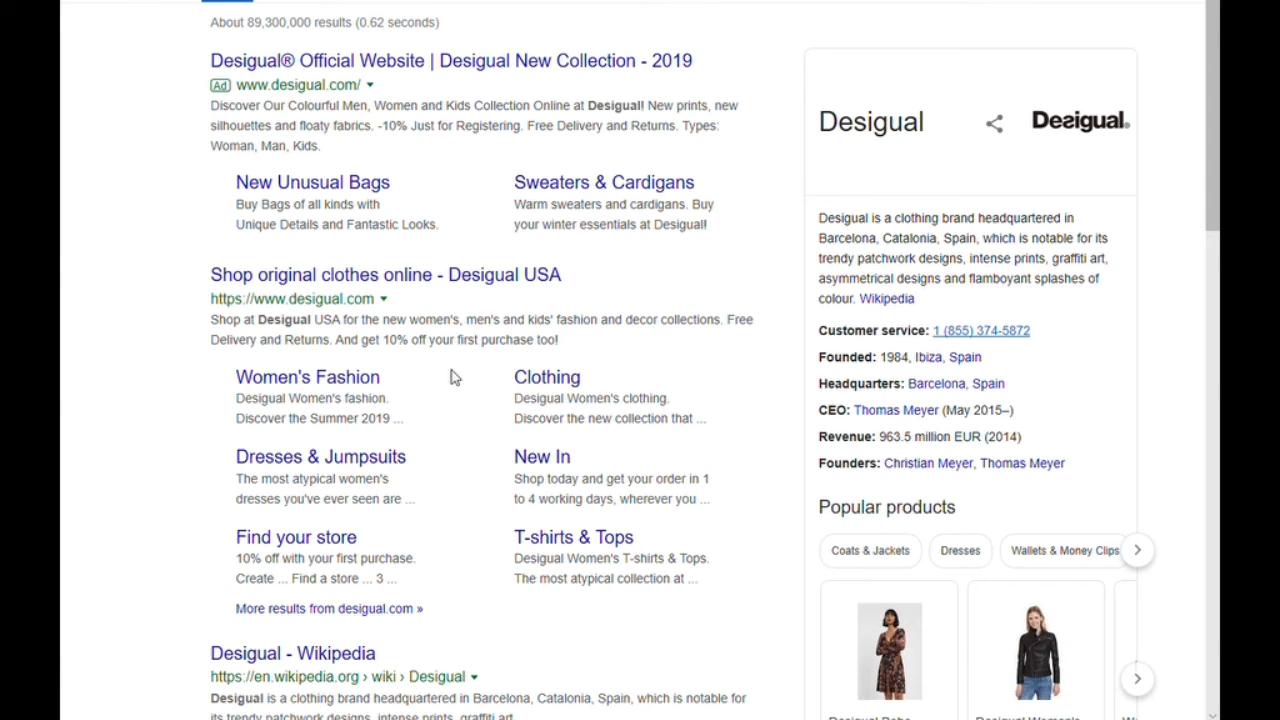 About 89,300,000 results (0.62 seconds)
Desigual® Official Website | Desigual New Collection - 2019
Ad www.desigual.com/
Discover Our Colourful Men, Women and Kids Collection Online at Desigual! New prints, new
silhouettes and floaty fabrics. -10% Just for Registering. Free Delivery and Returns. Types:
Woman, Man, Kids.
New Unusual Bags
Buy Bags of all kinds with
Unique Details and Fantastic Looks.
Sweaters & Cardigans
Warm sweaters and cardigans. Buy
your winter essentials at Desigual!
Shop original clothes online - Desigual USA
https://www.desigual.com
Shop at Desigual USA for the new women's, men's and kids' fashion and decor collections. Free
Delivery and Returns. And get 10% off your first purchase too!
Women's Fashion
Desigual Women's fashion.
Discover the Summer 2019 ...
Clothing
Desigual Women's clothing.
Discover the new collection that ...
Dresses & Jumpsuits
The most atypical women's
dresses you've ever seen are ...
New In
Shop today and get your order in 1
to 4 working days, wherever you ...
Find your store
10% off with your first purchase.
Create ... Find a store ... 3 ...
T-shirts & Tops
Desigual Women's T-shirts & Tops.
The most atypical collection at ...
More results from desigual.com »
Desigual - Wikipedia
https://en.wikipedia.org › wiki › Desigual
Desigual is a clothing brand headquartered in Barcelona, Catalonia, Spain, which is notable for
its trendy patchwork designs, intense prints, graffiti art,
Desigual
Desigual®
Desigual is a clothing brand headquartered in
Barcelona, Catalonia, Spain, which is notable for its
trendy patchwork designs, intense prints, graffiti art,
asymmetrical designs and flamboyant splashes of
colour. Wikipedia
Customer service: 1 (855) 374-5872
Founded: 1984, Ibiza, Spain
Headquarters: Barcelona, Spain
CEO: Thomas Meyer (May 2015–)
Revenue: 963.5 million EUR (2014)
Founders: Christian Meyer, Thomas Meyer
Popular products
Coats & Jackets
Dresses
Wallets & Money Clips
Desigual
Desigual Women's